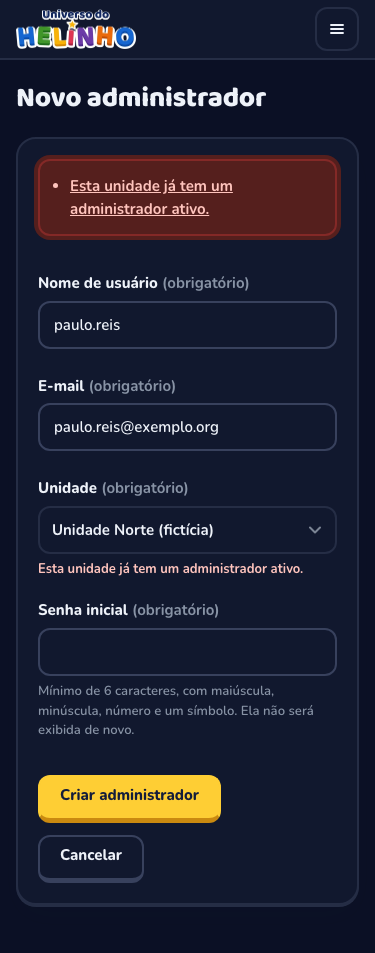 Universo do
HELINHO
Novo administrador
Esta unidade já tem um
administrador ativo.
Nome de usuário (obrigatório)
paulo.reis
E-mail (obrigatório)
paulo.reis@exemplo.org
Unidade (obrigatório)
Unidade Norte (fictícia)
Esta unidade já tem um administrador ativo.
Senha inicial (obrigatório)
Mínimo de 6 caracteres, com maiúscula,
minúscula, número e um símbolo. Ela não será
exibida de novo.
Criar administrador
Cancelar